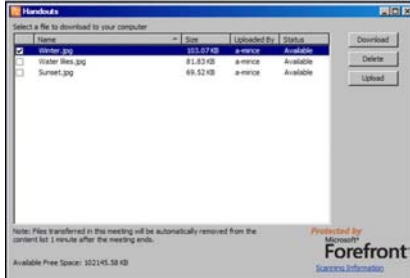 Handouts
Select a file to download to your computer
Name Size Uploaded By Status
Winter.jpg 103.07 KB a-mince Available
Water lilies.jpg 81.83 KB a-mince Available
Sunset.jpg 69.52 KB a-mince Available
Download
Delete
Upload
Note: Files transferred in this meeting will be automatically removed from the
content list 1 minute after the meeting ends.
Available Free Space: 102145.58 KB
Protected by
Microsoft
Forefront
Scanning Information